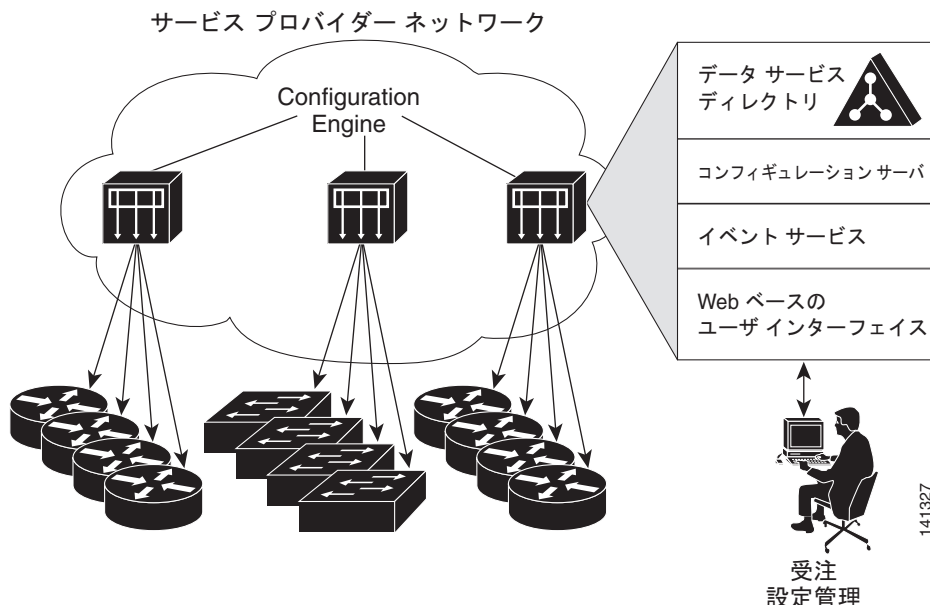 サービス プロバイダー ネットワーク
Configuration
Engine
データ サービス
ディレクトリ
コンフィギュレーション サーバ
イベント サービス
Web ベースの
ユーザ インターフェイス
141327
受注
設定管理